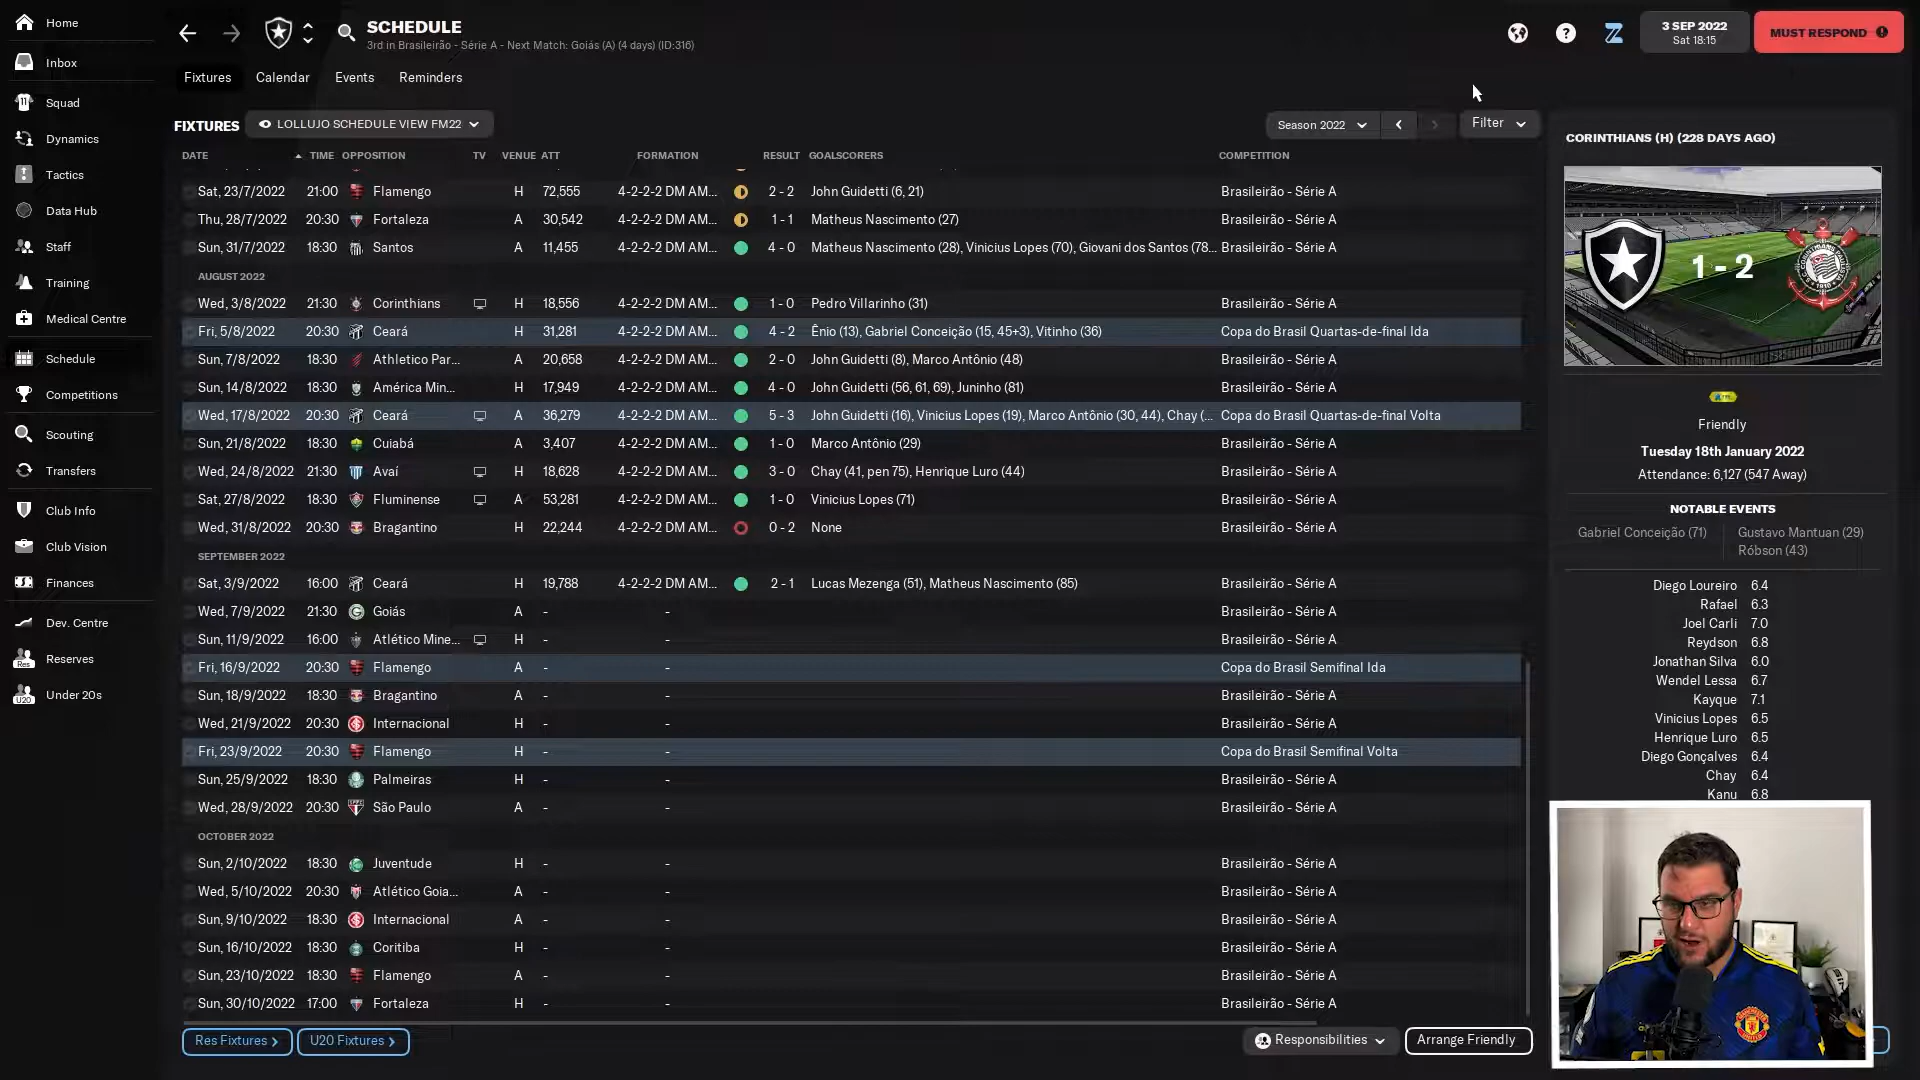 Home
Inbox
Squad
Dynamics
Tactics
Data Hub
Staff
Training
Medical Centre
Schedule
Competitions
Scouting
Transfers
Club Info
Club Vision
Finances
Dev. Centre
Reserves
Under 20s
SCHEDULE
3rd in Brasileirão - Série A - Next Match: Goiás (A) (4 days) (ID:316)
3 SEP 2022
Sat 18:15
MUST RESPOND
Fixtures Calendar Events Reminders
FIXTURES LOLLUJO SCHEDULE VIEW FM22 Season 2022 Filter
DATE TIME OPPOSITION TV VENUE ATT FORMATION RESULT GOALSCORERS COMPETITION
Sat, 23/7/2022 21:00 Flamengo H 72,555 4-2-2-2 DM AM... 2 - 2 John Guidetti (6, 21) Brasileirão - Série A
Thu, 28/7/2022 20:30 Fortaleza A 30,542 4-2-2-2 DM AM... 1 - 1 Matheus Nascimento (27) Brasileirão - Série A
Sun, 31/7/2022 18:30 Santos A 11,455 4-2-2-2 DM AM... 4 - 0 Matheus Nascimento (28), Vinicius Lopes (70), Giovani dos Santos (78... Brasileirão - Série A
AUGUST 2022
Wed, 3/8/2022 21:30 Corinthians H 18,556 4-2-2-2 DM AM... 1 - 0 Pedro Villarinho (31) Brasileirão - Série A
Fri, 5/8/2022 20:30 Ceará H 31,281 4-2-2-2 DM AM... 4 - 2 Ênio (13), Gabriel Conceição (15, 45+3), Vitinho (36) Copa do Brasil Quartas-de-final Ida
Sun, 7/8/2022 18:30 Athletico Par... A 20,658 4-2-2-2 DM AM... 2 - 0 John Guidetti (8), Marco Antônio (48) Brasileirão - Série A
Sun, 14/8/2022 18:30 América Min... H 17,949 4-2-2-2 DM AM... 4 - 0 John Guidetti (56, 61, 69), Juninho (81) Brasileirão - Série A
Wed, 17/8/2022 20:30 Ceará A 36,279 4-2-2-2 DM AM... 5 - 3 John Guidetti (16), Vinicius Lopes (19), Marco Antônio (30, 44), Chay (... Copa do Brasil Quartas-de-final Volta
Sun, 21/8/2022 18:30 Cuiabá A 3,407 4-2-2-2 DM AM... 1 - 0 Marco Antônio (29) Brasileirão - Série A
Wed, 24/8/2022 21:30 Avaí H 18,628 4-2-2-2 DM AM... 3 - 0 Chay (41, pen 75), Henrique Luro (44) Brasileirão - Série A
Sat, 27/8/2022 18:30 Fluminense A 53,281 4-2-2-2 DM AM... 1 - 0 Vinicius Lopes (71) Brasileirão - Série A
Wed, 31/8/2022 20:30 Bragantino H 22,244 4-2-2-2 DM AM... 0 - 2 None Brasileirão - Série A
SEPTEMBER 2022
Sat, 3/9/2022 16:00 Ceará H 19,788 4-2-2-2 DM AM... 2 - 1 Lucas Mezenga (51), Matheus Nascimento (85) Brasileirão - Série A
Wed, 7/9/2022 21:30 Goiás A - - Brasileirão - Série A
Sun, 11/9/2022 16:00 Atlético Mine... H - - Brasileirão - Série A
Fri, 16/9/2022 20:30 Flamengo A - - Copa do Brasil Semifinal Ida
Sun, 18/9/2022 18:30 Bragantino A - - Brasileirão - Série A
Wed, 21/9/2022 20:30 Internacional H - - Brasileirão - Série A
Fri, 23/9/2022 20:30 Flamengo H - - Copa do Brasil Semifinal Volta
Sun, 25/9/2022 18:30 Palmeiras H - - Brasileirão - Série A
Wed, 28/9/2022 20:30 São Paulo A - - Brasileirão - Série A
OCTOBER 2022
Sun, 2/10/2022 18:30 Juventude H - - Brasileirão - Série A
Wed, 5/10/2022 20:30 Atlético Goia... A - - Brasileirão - Série A
Sun, 9/10/2022 18:30 Internacional A - - Brasileirão - Série A
Sun, 16/10/2022 18:30 Coritiba H - - Brasileirão - Série A
Sun, 23/10/2022 18:30 Flamengo A - - Brasileirão - Série A
Sun, 30/10/2022 17:00 Fortaleza H - - Brasileirão - Série A
Res Fixtures U20 Fixtures Responsibilities Arrange Friendly
CORINTHIANS (H) (228 DAYS AGO)
1 - 2
Friendly
Tuesday 18th January 2022
Attendance: 6,127 (547 Away)
NOTABLE EVENTS
Gabriel Conceição (71) Gustavo Mantuan (29)
Róbson (43)
Diego Loureiro 6.4
Rafael 6.3
Joel Carli 7.0
Reydson 6.8
Jonathan Silva 6.0
Wendel Lessa 6.7
Kayque 7.1
Vinicius Lopes 6.5
Henrique Luro 6.5
Diego Gonçalves 6.4
Chay 6.4
Kanu 6.8